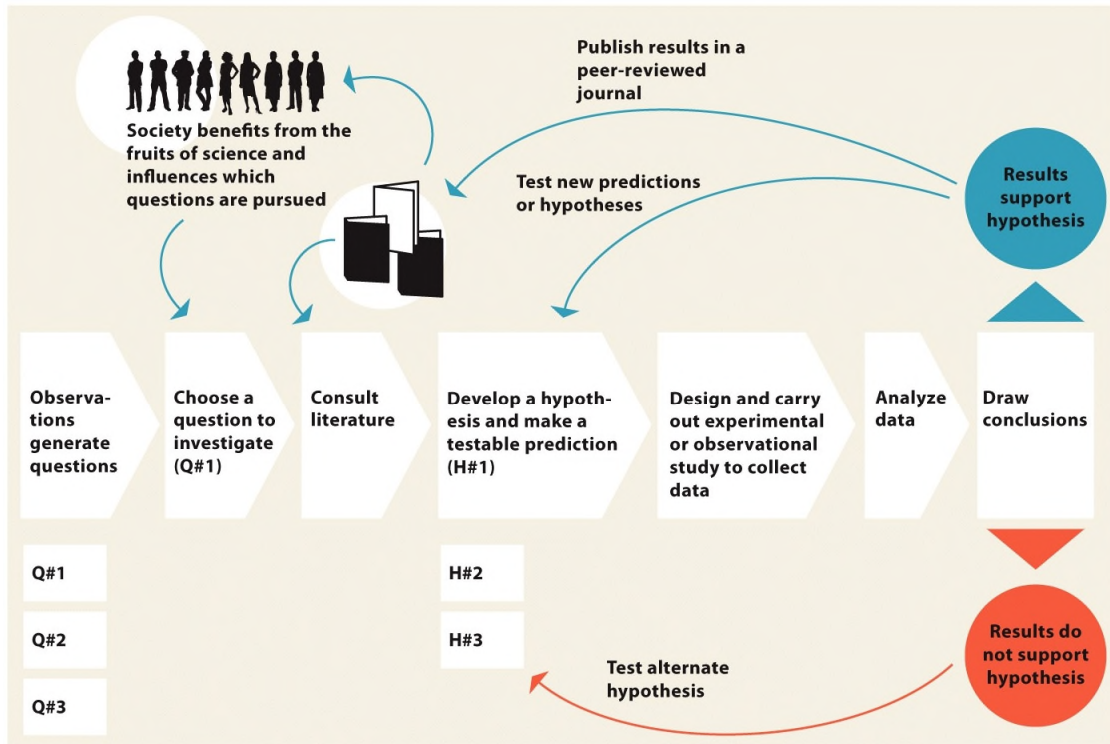 Publish results in a
peer-reviewed
journal
Society benefits from the
fruits of science and
influences which
questions are pursued
Test new predictions
or hypotheses
Results
support
hypothesis
Observa-
tions
generate
questions
Choose a
question to
investigate
(Q#1)
Consult
literature
Develop a hypoth-
esis and make a
testable prediction
(H#1)
Design and carry
out experimental
or observational
study to collect
data
Analyze
data
Draw
conclusions
Q#1
Q#2
Q#3
H#2
H#3
Test alternate
hypothesis
Results do
not support
hypothesis